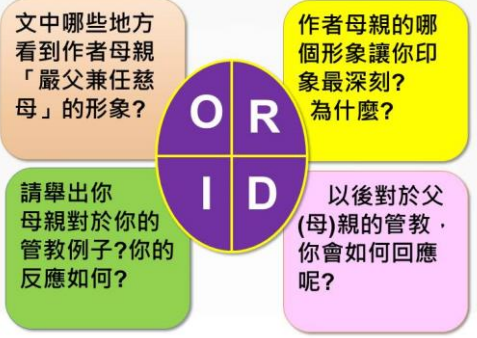 文中哪些地方
看到作者母親
「嚴父兼任慈
母」的形象?
作者母親的哪
個形象讓你印
象最深刻?
為什麼?
O R
I D
請舉出你
母親對於你的
管教例子?你的
反應如何?
以後對於父
(母)親的管教，
你會如何回應
呢?